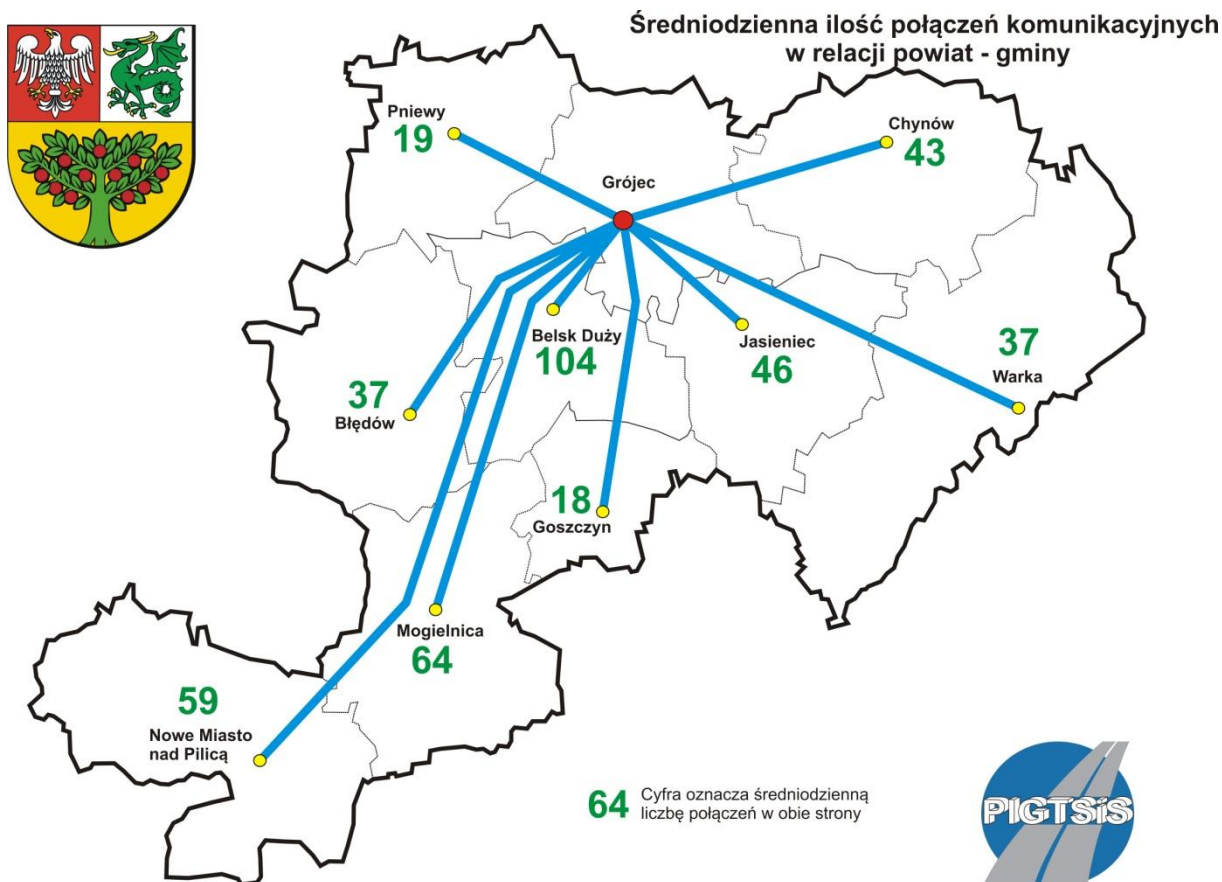 Średniodzienna ilość połączeń komunikacyjnych
w relacji powiat - gminy
Pniewy
19
Chynów
43
Grójec
Belsk Duży
104
Jasieniec
46
37
Warka
37
Błędów
18
Goszczyn
Mogielnica
64
59
Nowe Miasto
nad Pilicą
64 Cyfra oznacza średniodzienną
liczbę połączeń w obie strony
PIGTSiS